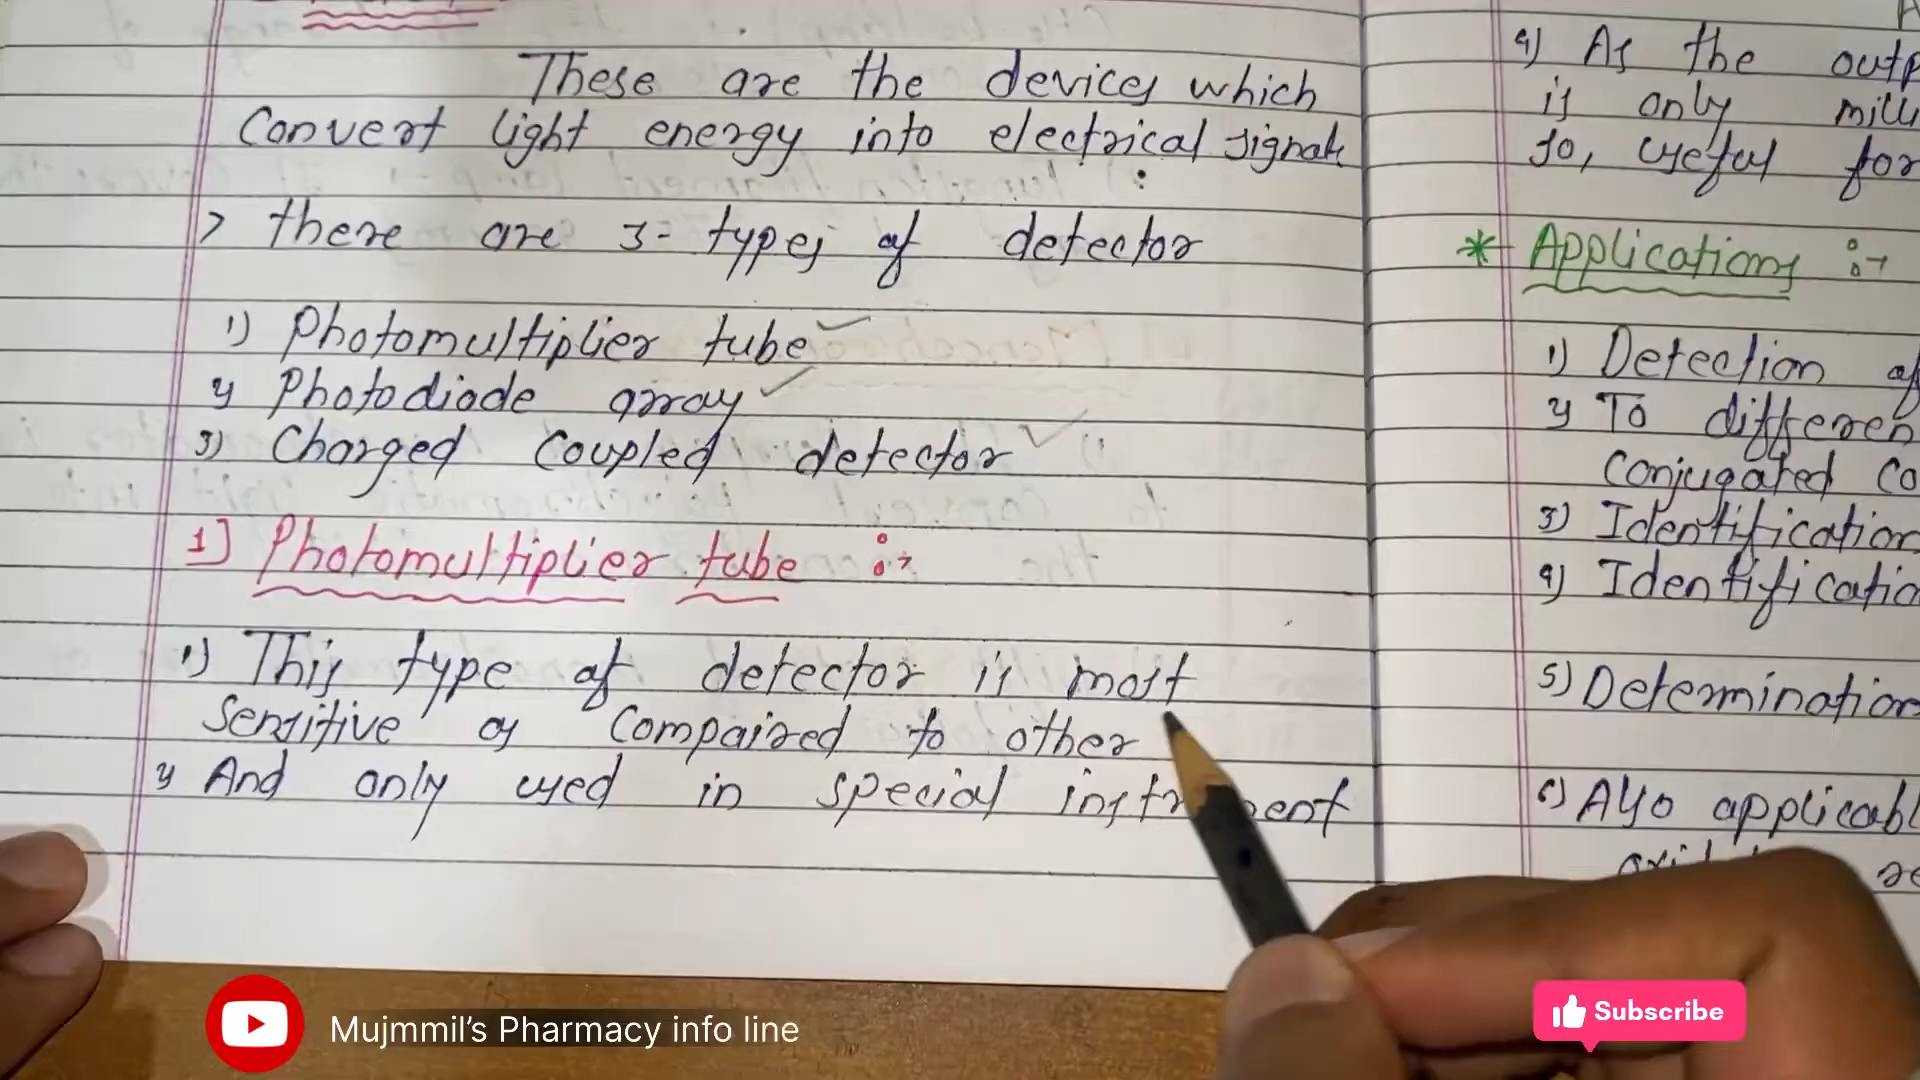 These are the devices which
Convert light energy into electrical signals
> there are 3 = types of detector
1) Photomultiplier tube
2) Photodiode array
3) Charged Coupled detector
1] Photomultiplier tube :-
1) This type of detector is most
Sensitive as Compaired to other
2) And only used in special instrument
4) As the outp
is only milli
so, useful for
* Applications :-
1) Detection of
2) To differen
Conjugated Co
3) Identification
4) Identificatio
5) Determination
6) Also applicabl
Mujmmil's Pharmacy info line
Subscribe